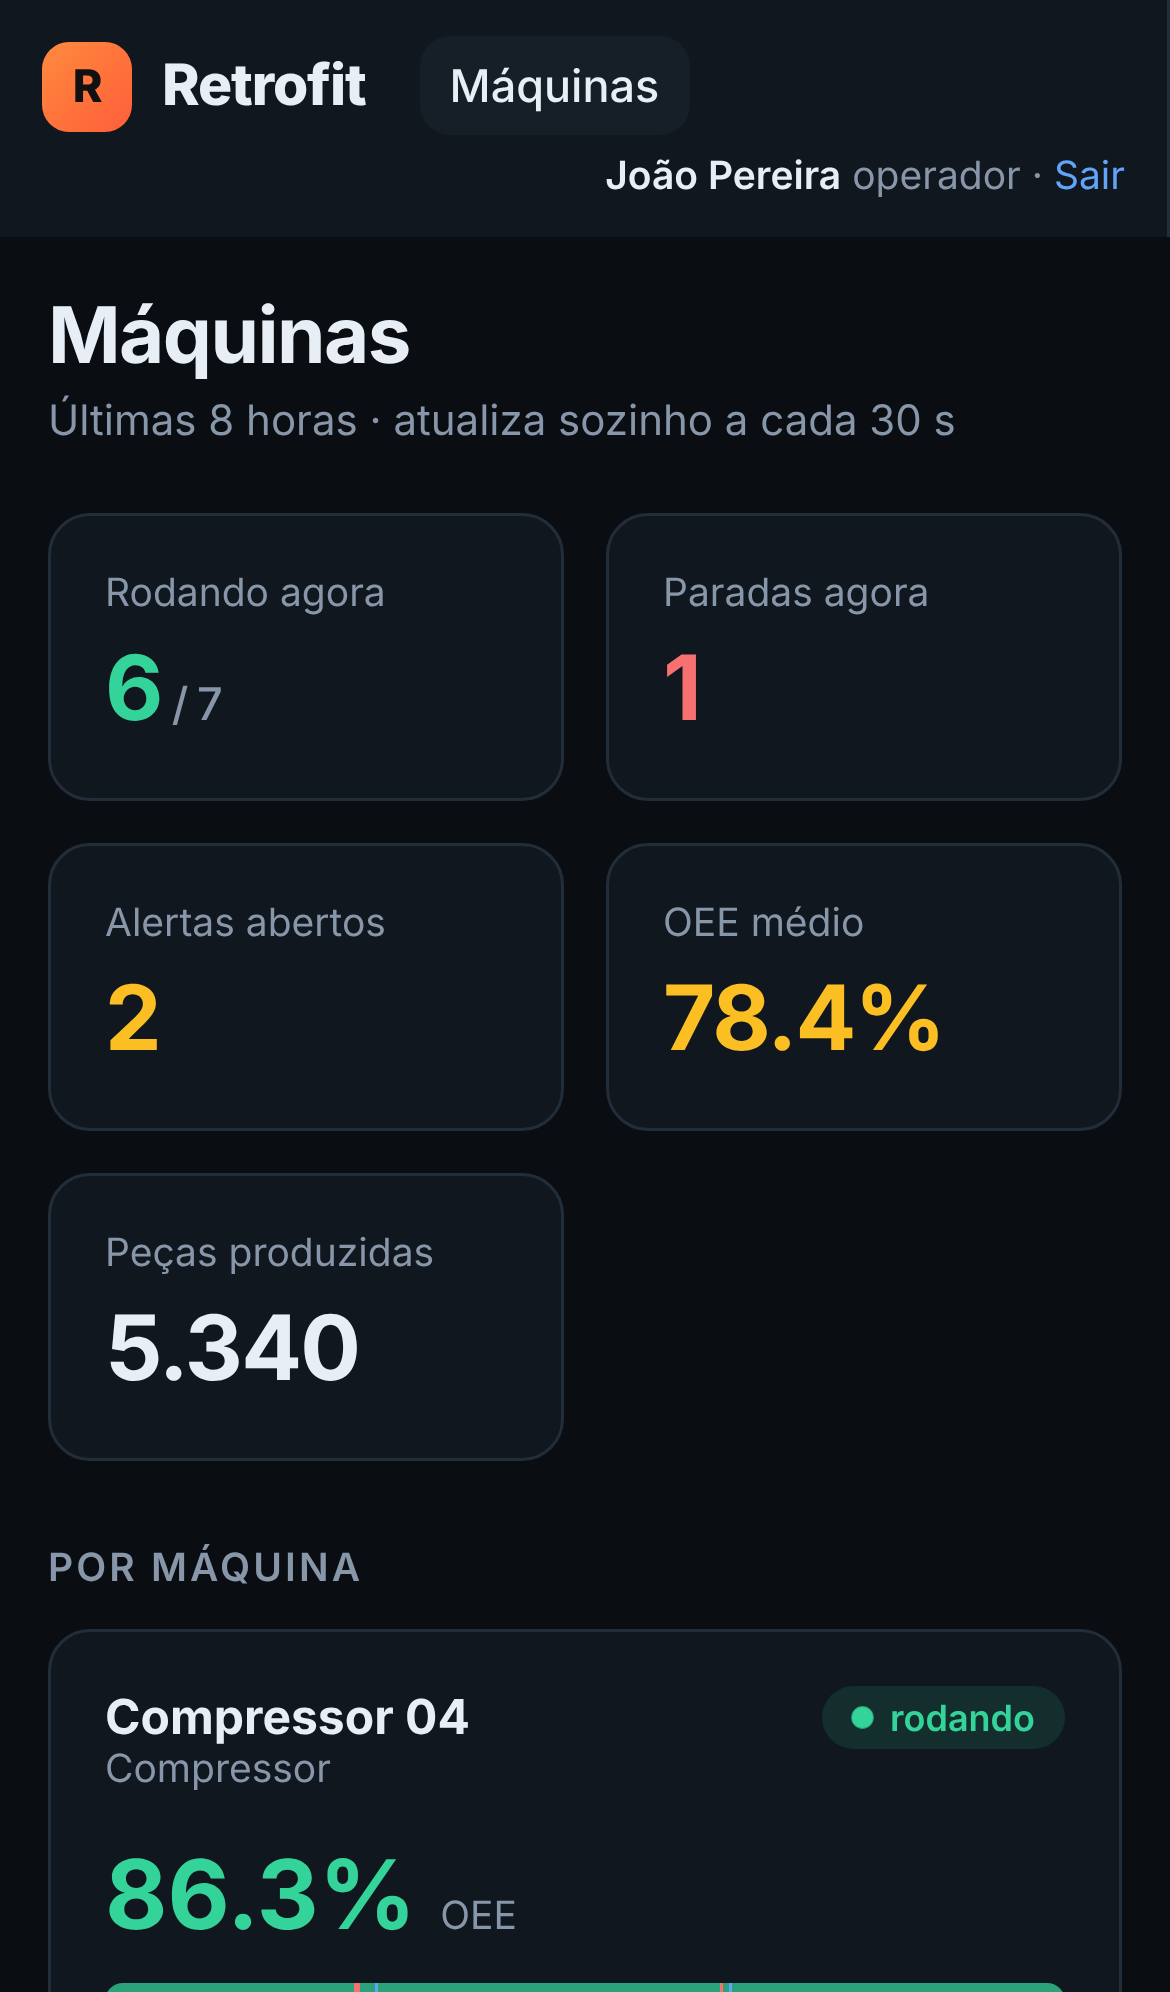 R Retrofit Máquinas
João Pereira operador · Sair
Máquinas
Últimas 8 horas · atualiza sozinho a cada 30 s
Rodando agora
6 / 7
Paradas agora
1
Alertas abertos
2
OEE médio
78.4%
Peças produzidas
5.340
POR MÁQUINA
Compressor 04
rodando
Compressor
86.3% OEE